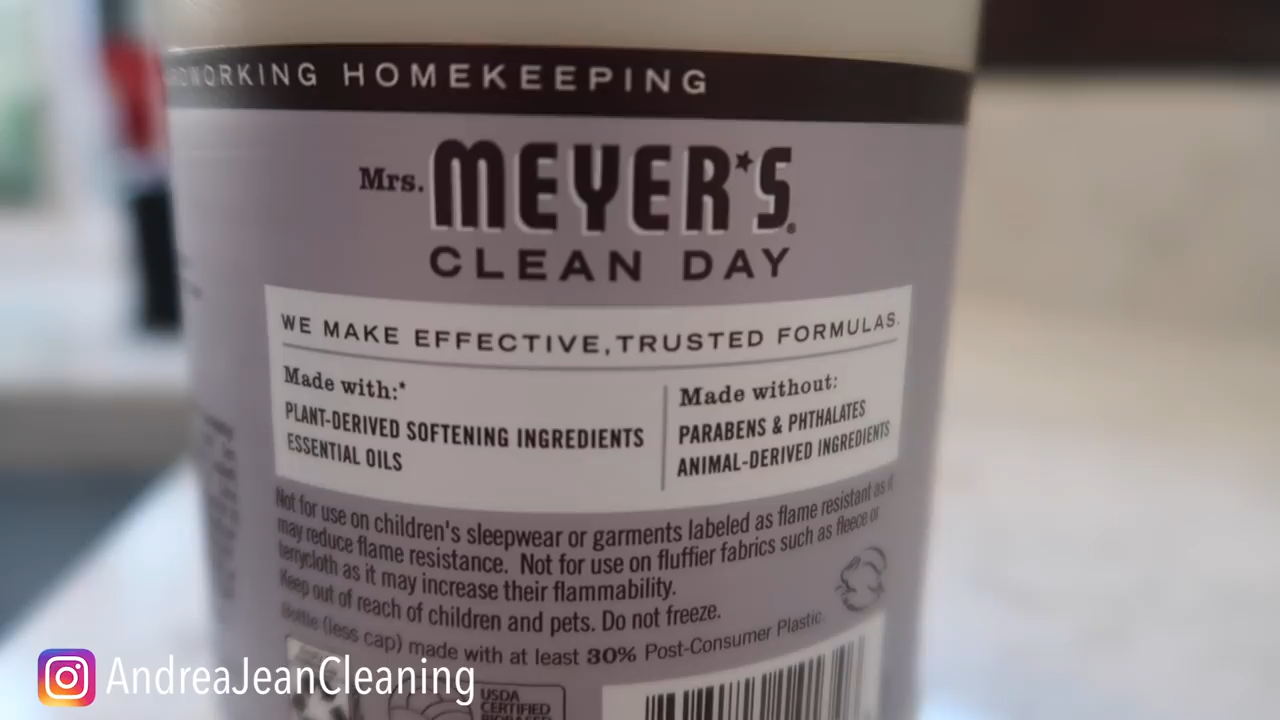 WORKING HOMEKEEPING
Mrs. MEYER'S®
CLEAN DAY
WE MAKE EFFECTIVE, TRUSTED FORMULAS.
Made with:*
PLANT-DERIVED SOFTENING INGREDIENTS
ESSENTIAL OILS
Made without:
PARABENS & PHTHALATES
ANIMAL-DERIVED INGREDIENTS
Not for use on children's sleepwear or garments labeled as flame resistant as it
may reduce flame resistance. Not for use on fluffier fabrics such as fleece or
terrycloth as it may increase their flammability.
Keep out of reach of children and pets. Do not freeze.
Bottle (less cap) made with at least 30% Post-Consumer Plastic.
USDA
CERTIFIED
BIOBASED
AndreaJeanCleaning